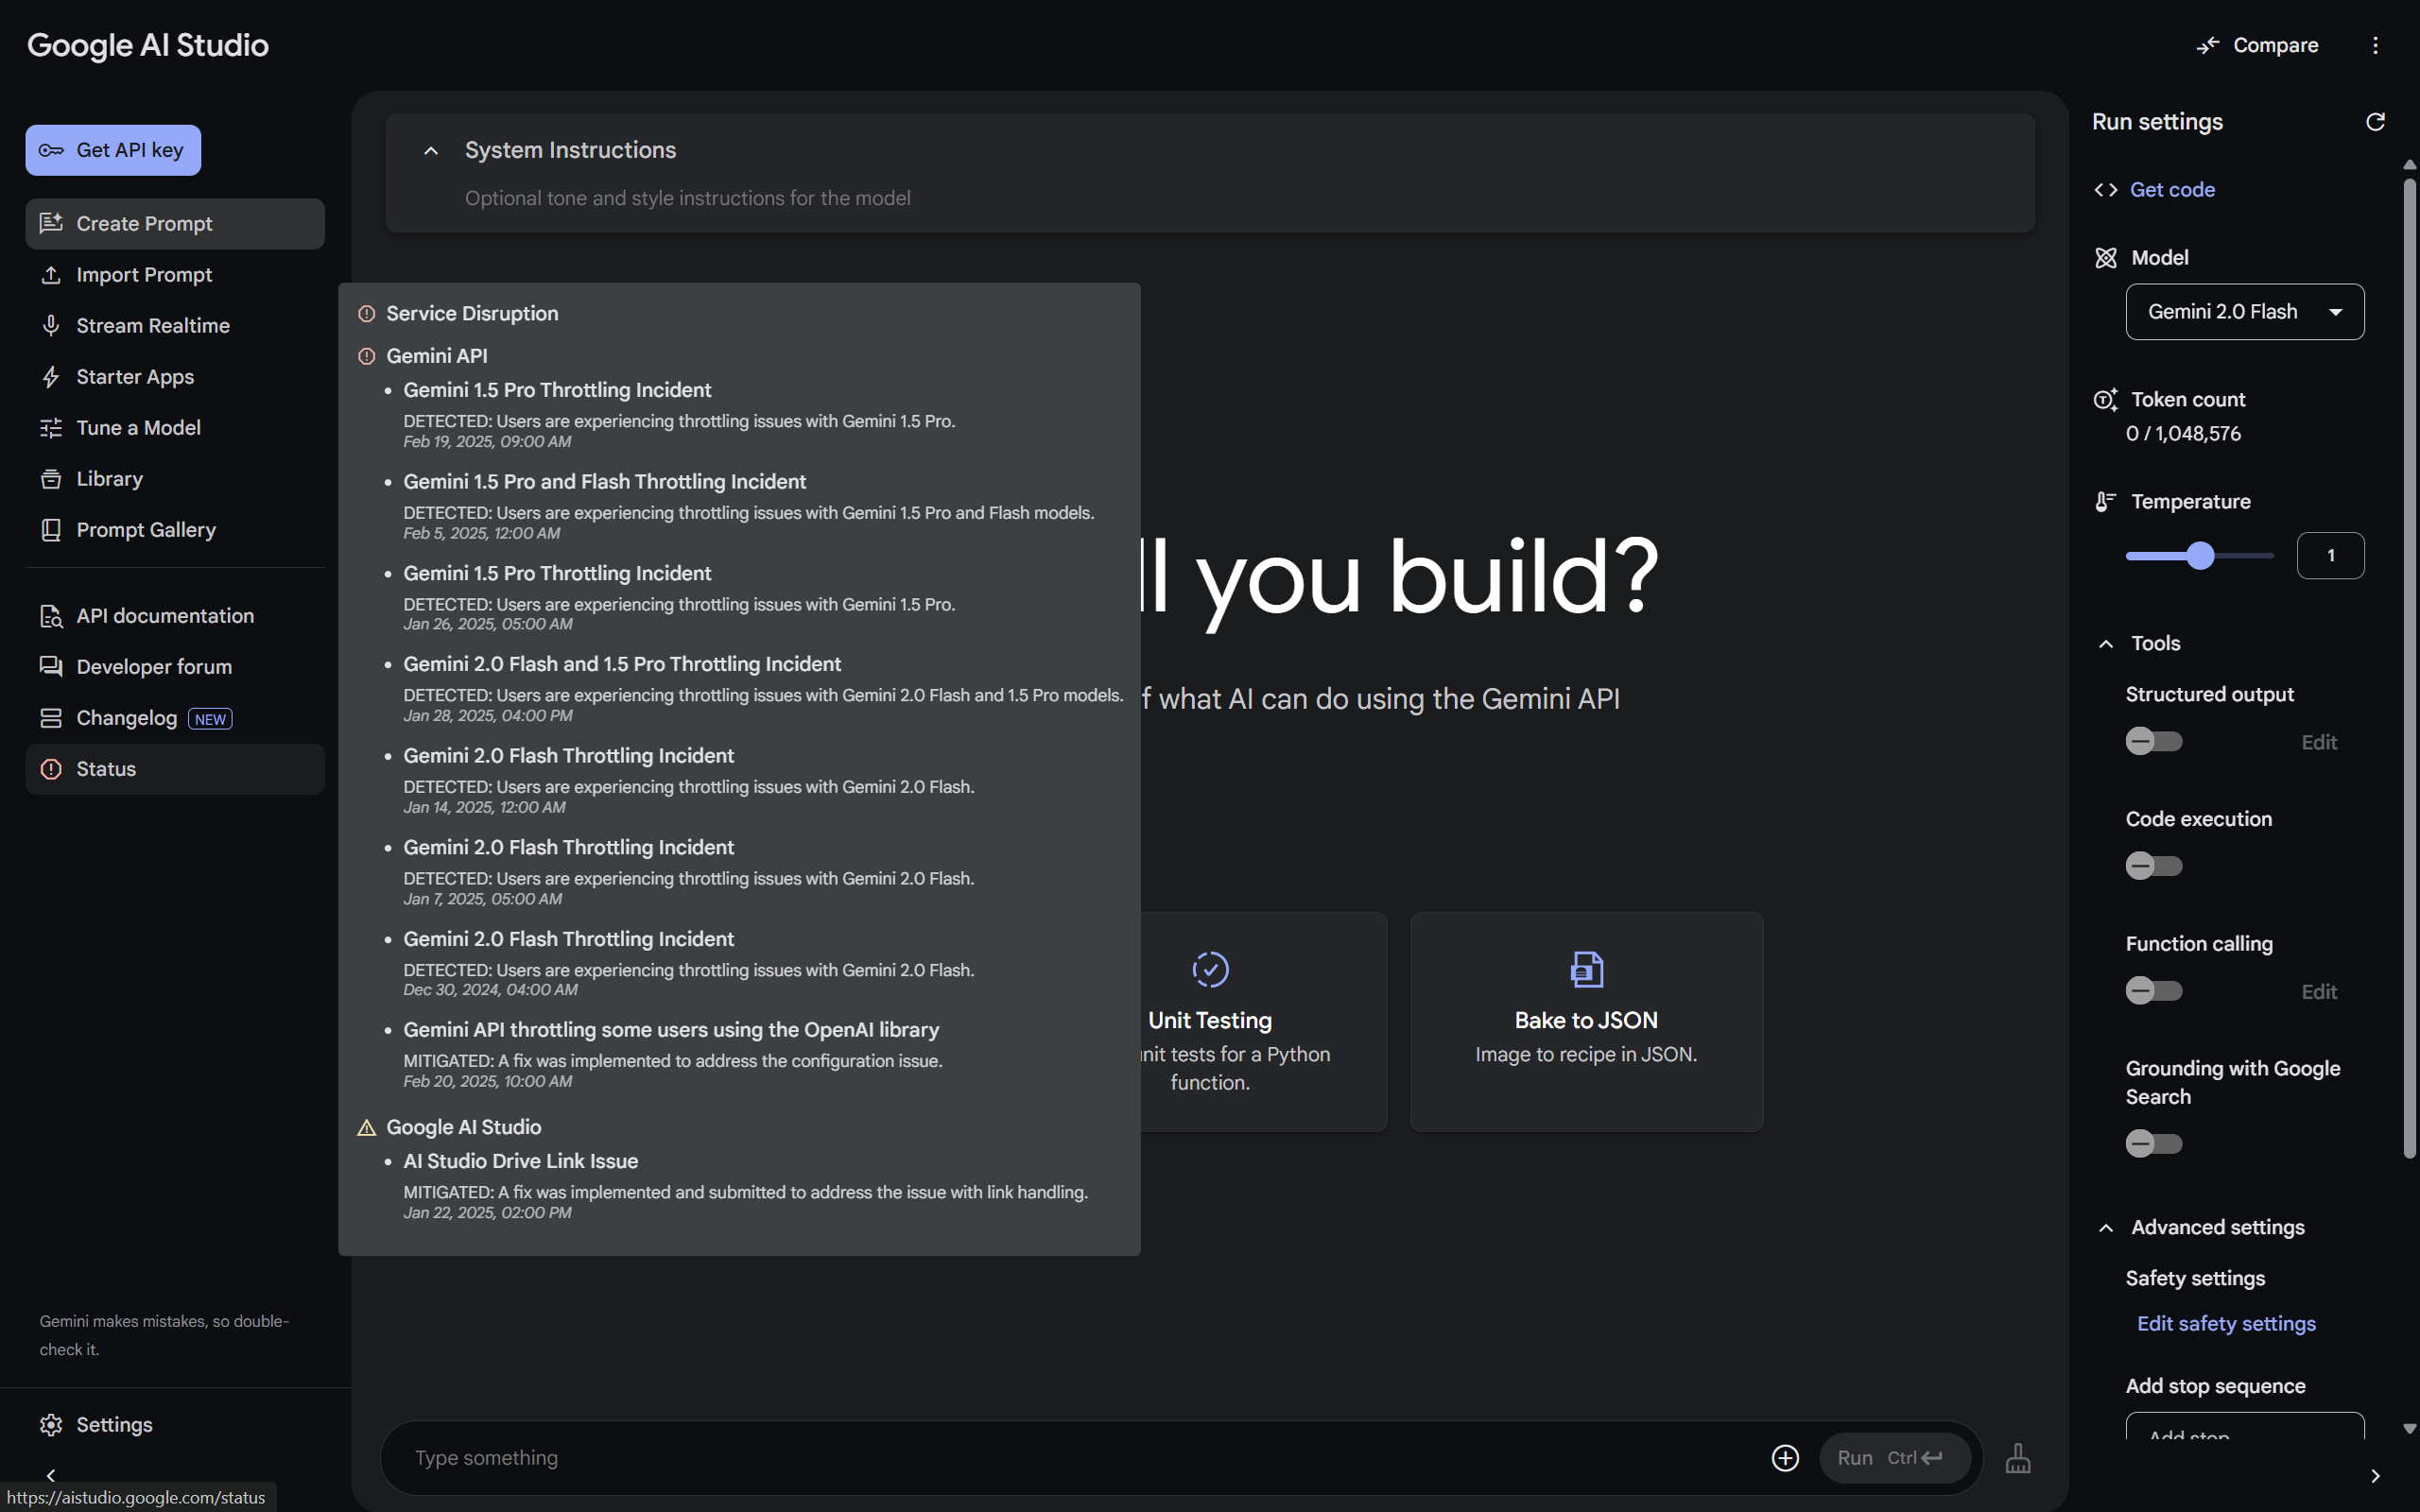 Google AI Studio
Compare
Get API key
Create Prompt
Import Prompt
Stream Realtime
Starter Apps
Tune a Model
Library
Prompt Gallery
API documentation
Developer forum
Changelog NEW
Status
Gemini makes mistakes, so double-
check it.
Settings
https://aistudio.google.com/status
System Instructions
Optional tone and style instructions for the model
Service Disruption
Gemini API
• Gemini 1.5 Pro Throttling Incident
DETECTED: Users are experiencing throttling issues with Gemini 1.5 Pro.
Feb 19, 2025, 09:00 AM
• Gemini 1.5 Pro and Flash Throttling Incident
DETECTED: Users are experiencing throttling issues with Gemini 1.5 Pro and Flash models.
Feb 5, 2025, 12:00 AM
• Gemini 1.5 Pro Throttling Incident
DETECTED: Users are experiencing throttling issues with Gemini 1.5 Pro.
Jan 26, 2025, 05:00 AM
• Gemini 2.0 Flash and 1.5 Pro Throttling Incident
DETECTED: Users are experiencing throttling issues with Gemini 2.0 Flash and 1.5 Pro models.
Jan 28, 2025, 04:00 PM
• Gemini 2.0 Flash Throttling Incident
DETECTED: Users are experiencing throttling issues with Gemini 2.0 Flash.
Jan 14, 2025, 12:00 AM
• Gemini 2.0 Flash Throttling Incident
DETECTED: Users are experiencing throttling issues with Gemini 2.0 Flash.
Jan 7, 2025, 05:00 AM
• Gemini 2.0 Flash Throttling Incident
DETECTED: Users are experiencing throttling issues with Gemini 2.0 Flash.
Dec 30, 2024, 04:00 AM
• Gemini API throttling some users using the OpenAI library
MITIGATED: A fix was implemented to address the configuration issue.
Feb 20, 2025, 10:00 AM
Google AI Studio
• AI Studio Drive Link Issue
MITIGATED: A fix was implemented and submitted to address the issue with link handling.
Jan 22, 2025, 02:00 PM
you build?
what AI can do using the Gemini API
Unit Testing
tests for a Python
function.
Bake to JSON
Image to recipe in JSON.
Type something
Run Ctrl
Run settings
Get code
Model
Gemini 2.0 Flash
Token count
0 / 1,048,576
Temperature
1
Tools
Structured output
Edit
Code execution
Function calling
Edit
Grounding with Google
Search
Advanced settings
Safety settings
Edit safety settings
Add stop sequence